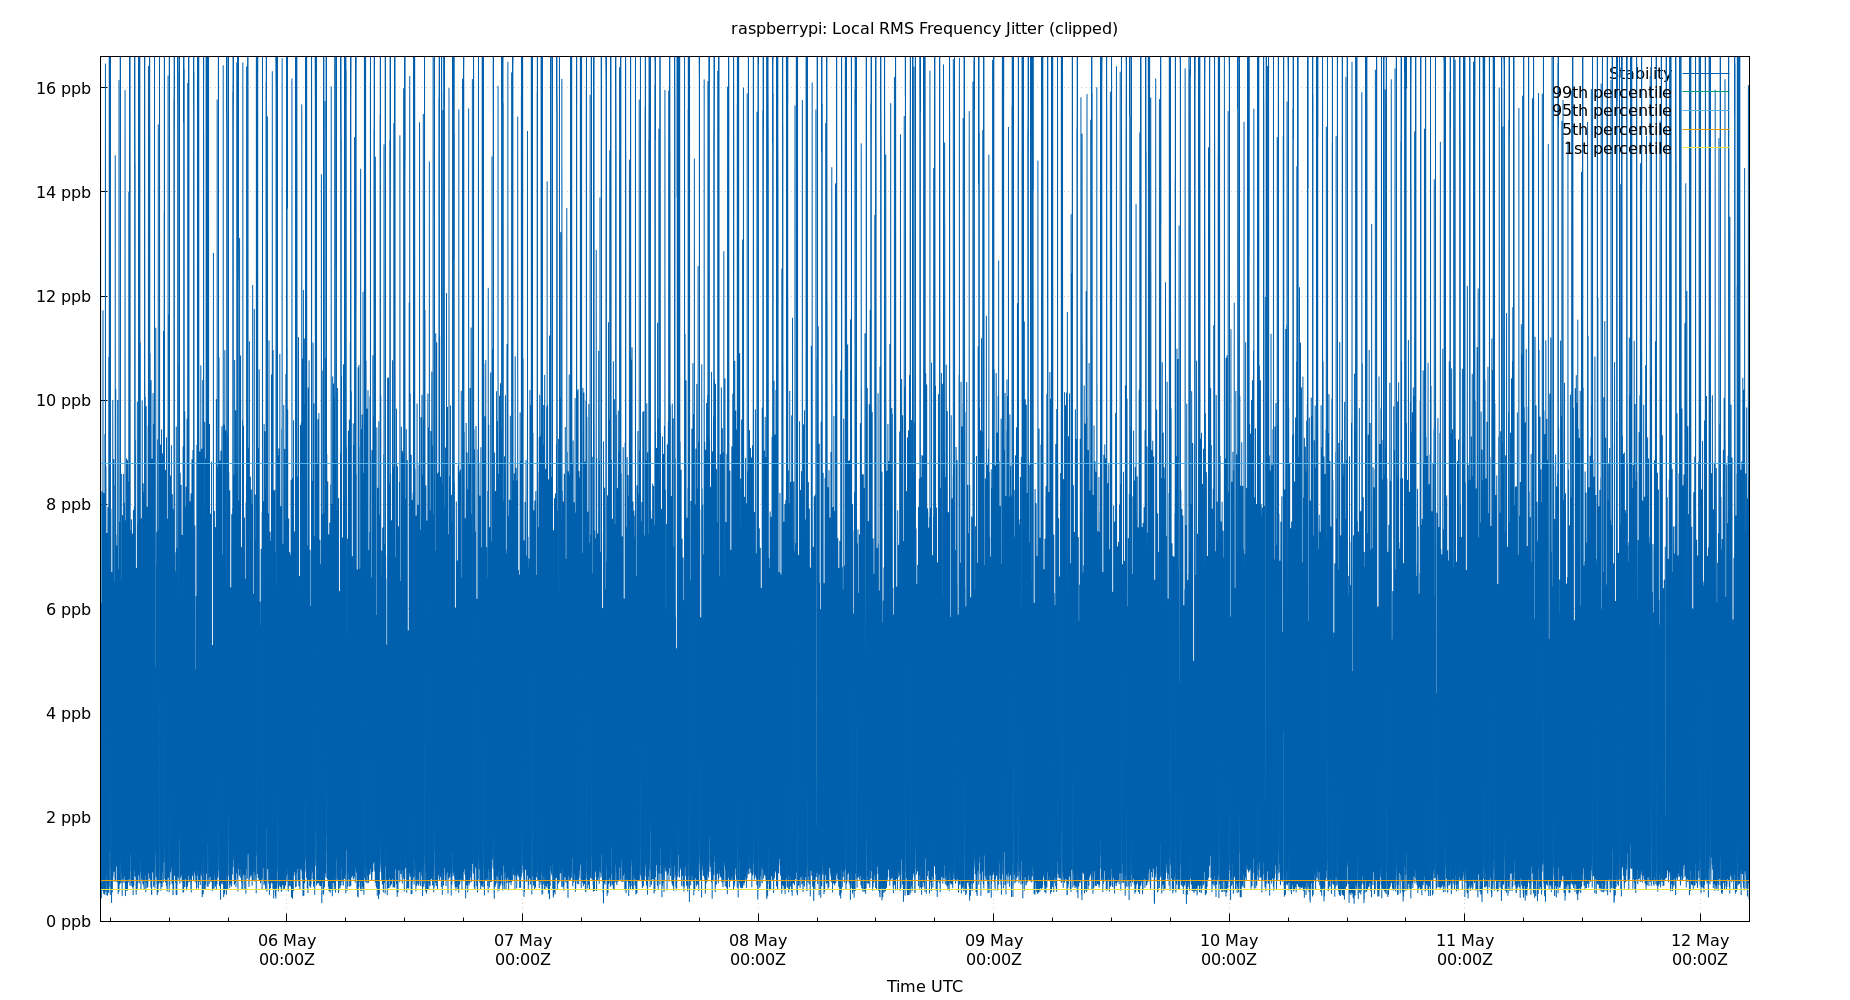 raspberrypi: Local RMS Frequency Jitter (clipped)
16 ppb
14 ppb
12 ppb
10 ppb
8 ppb
6 ppb
4 ppb
2 ppb
0 ppb
Stability
99th percentile
95th percentile
5th percentile
1st percentile
06 May
00:00Z
07 May
00:00Z
08 May
00:00Z
09 May
00:00Z
10 May
00:00Z
11 May
00:00Z
12 May
00:00Z
Time UTC